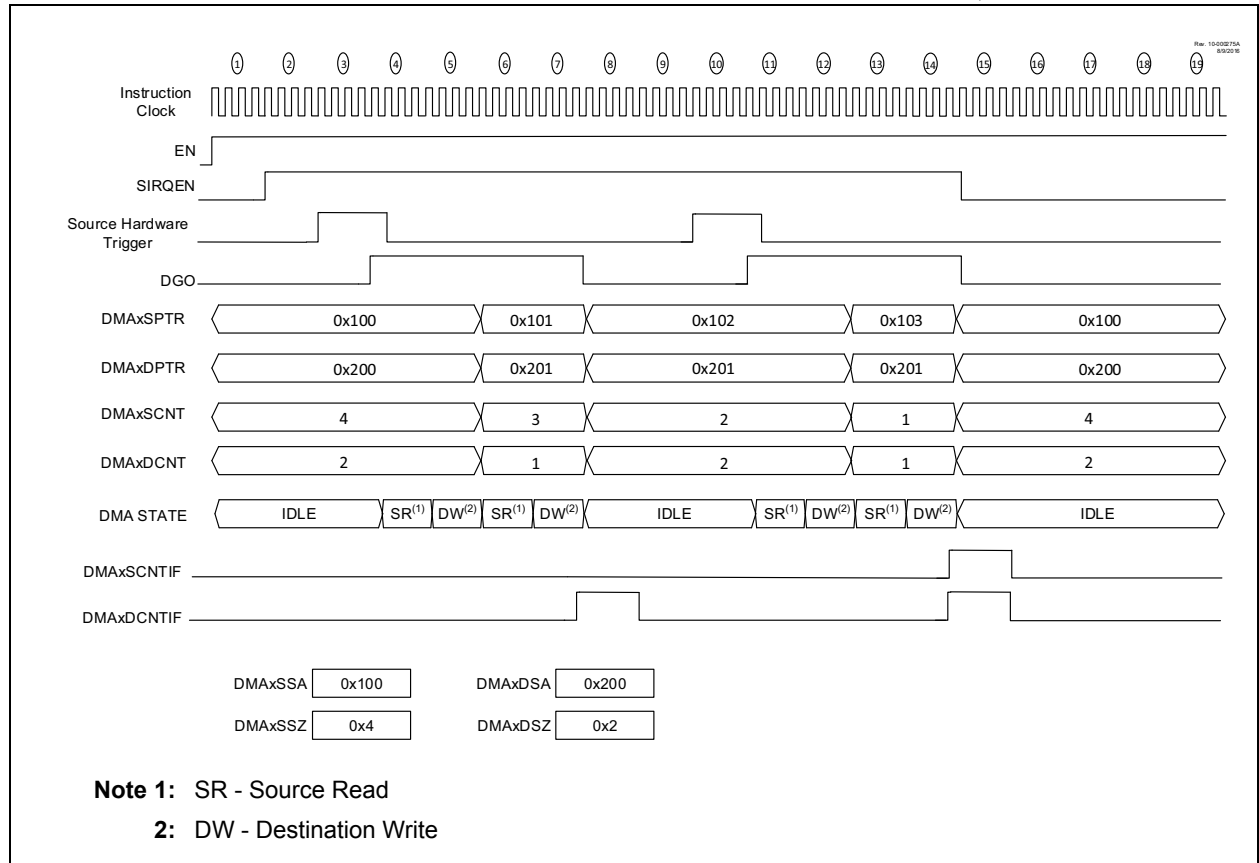 Rev. 10-000275A
8/9/2016
1 2 3 4 5 6 7 8 9 10 11 12 13 14 15 16 17 18 19
Instruction
Clock
EN
SIRQEN
Source Hardware
Trigger
DGO
DMAxSPTR 0x100 0x101 0x102 0x103 0x100
DMAxDPTR 0x200 0x201 0x201 0x201 0x200
DMAxSCNT 4 3 2 1 4
DMAxDCNT 2 1 2 1 2
DMA STATE IDLE SR(1) DW(2) SR(1) DW(2) IDLE SR(1) DW(2) SR(1) DW(2) IDLE
DMAxSCNTIF
DMAxDCNTIF
DMAxSSA 0x100 DMAxDSA 0x200
DMAxSSZ 0x4 DMAxDSZ 0x2
Note 1: SR - Source Read
2: DW - Destination Write